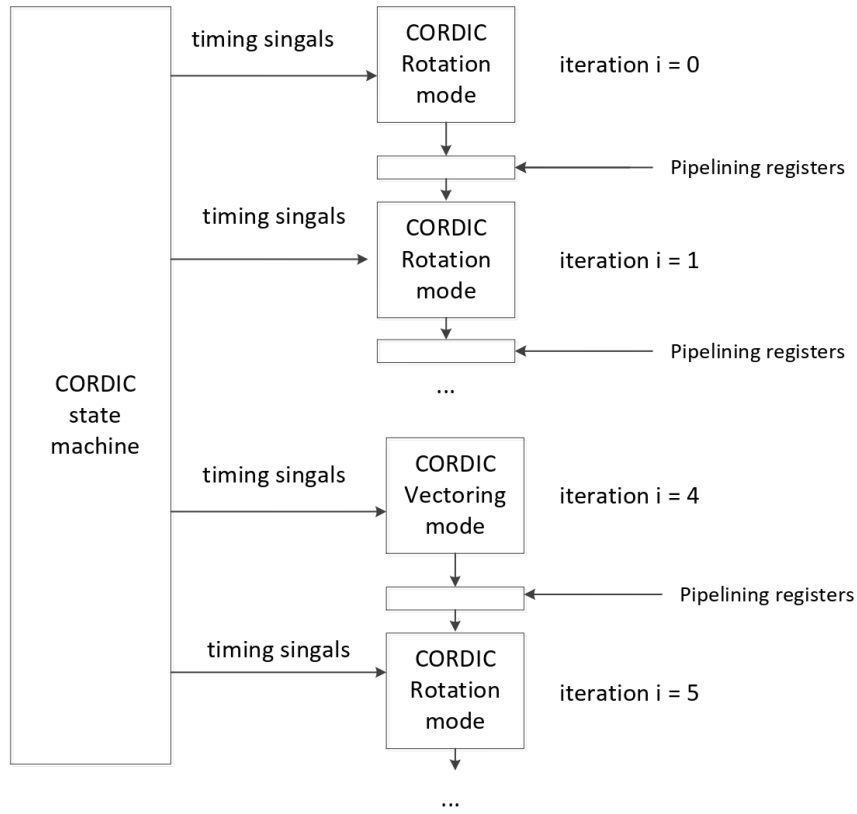 timing singals
CORDIC
Rotation
mode
iteration i = 0
Pipelining registers
timing singals
CORDIC
Rotation
mode
iteration i = 1
Pipelining registers
...
CORDIC
state
machine
timing singals
CORDIC
Vectoring
mode
iteration i = 4
Pipelining registers
timing singals
CORDIC
Rotation
mode
iteration i = 5
...